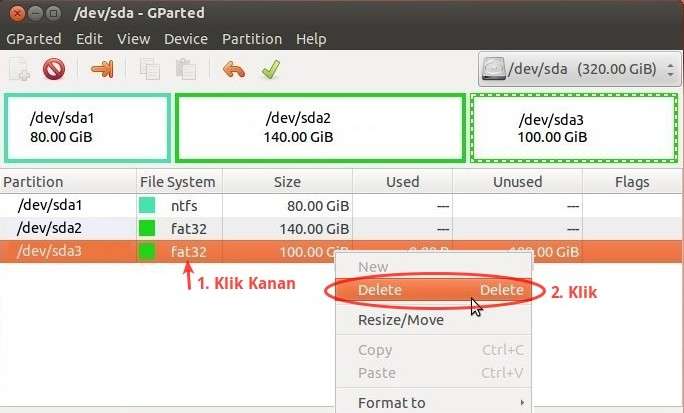 /dev/sda - GParted
GParted Edit View Device Partition Help
/dev/sda (320.00 GiB)
/dev/sda1
80.00 GiB
/dev/sda2
140.00 GiB
/dev/sda3
100.00 GiB
Partition File System Size Used Unused Flags
/dev/sda1 ntfs 80.00 GiB --- ---
/dev/sda2 fat32 140.00 GiB --- ---
/dev/sda3 fat32 100.00 GiB
1. Klik Kanan
New
Delete Delete
2. Klik
Resize/Move
Copy Ctrl+C
Paste Ctrl+V
Format to